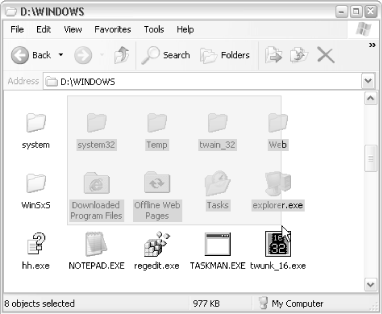 D:\WINDOWS
File Edit View Favorites Tools Help
Back Search Folders
Address D:\WINDOWS
system system32 Temp twain_32 Web
WinSxS Downloaded Program Files Offline Web Pages Tasks explorer.exe
16
32
hh.exe NOTEPAD.EXE regedit.exe TASKMAN.EXE twunk_16.exe
8 objects selected 977 KB My Computer